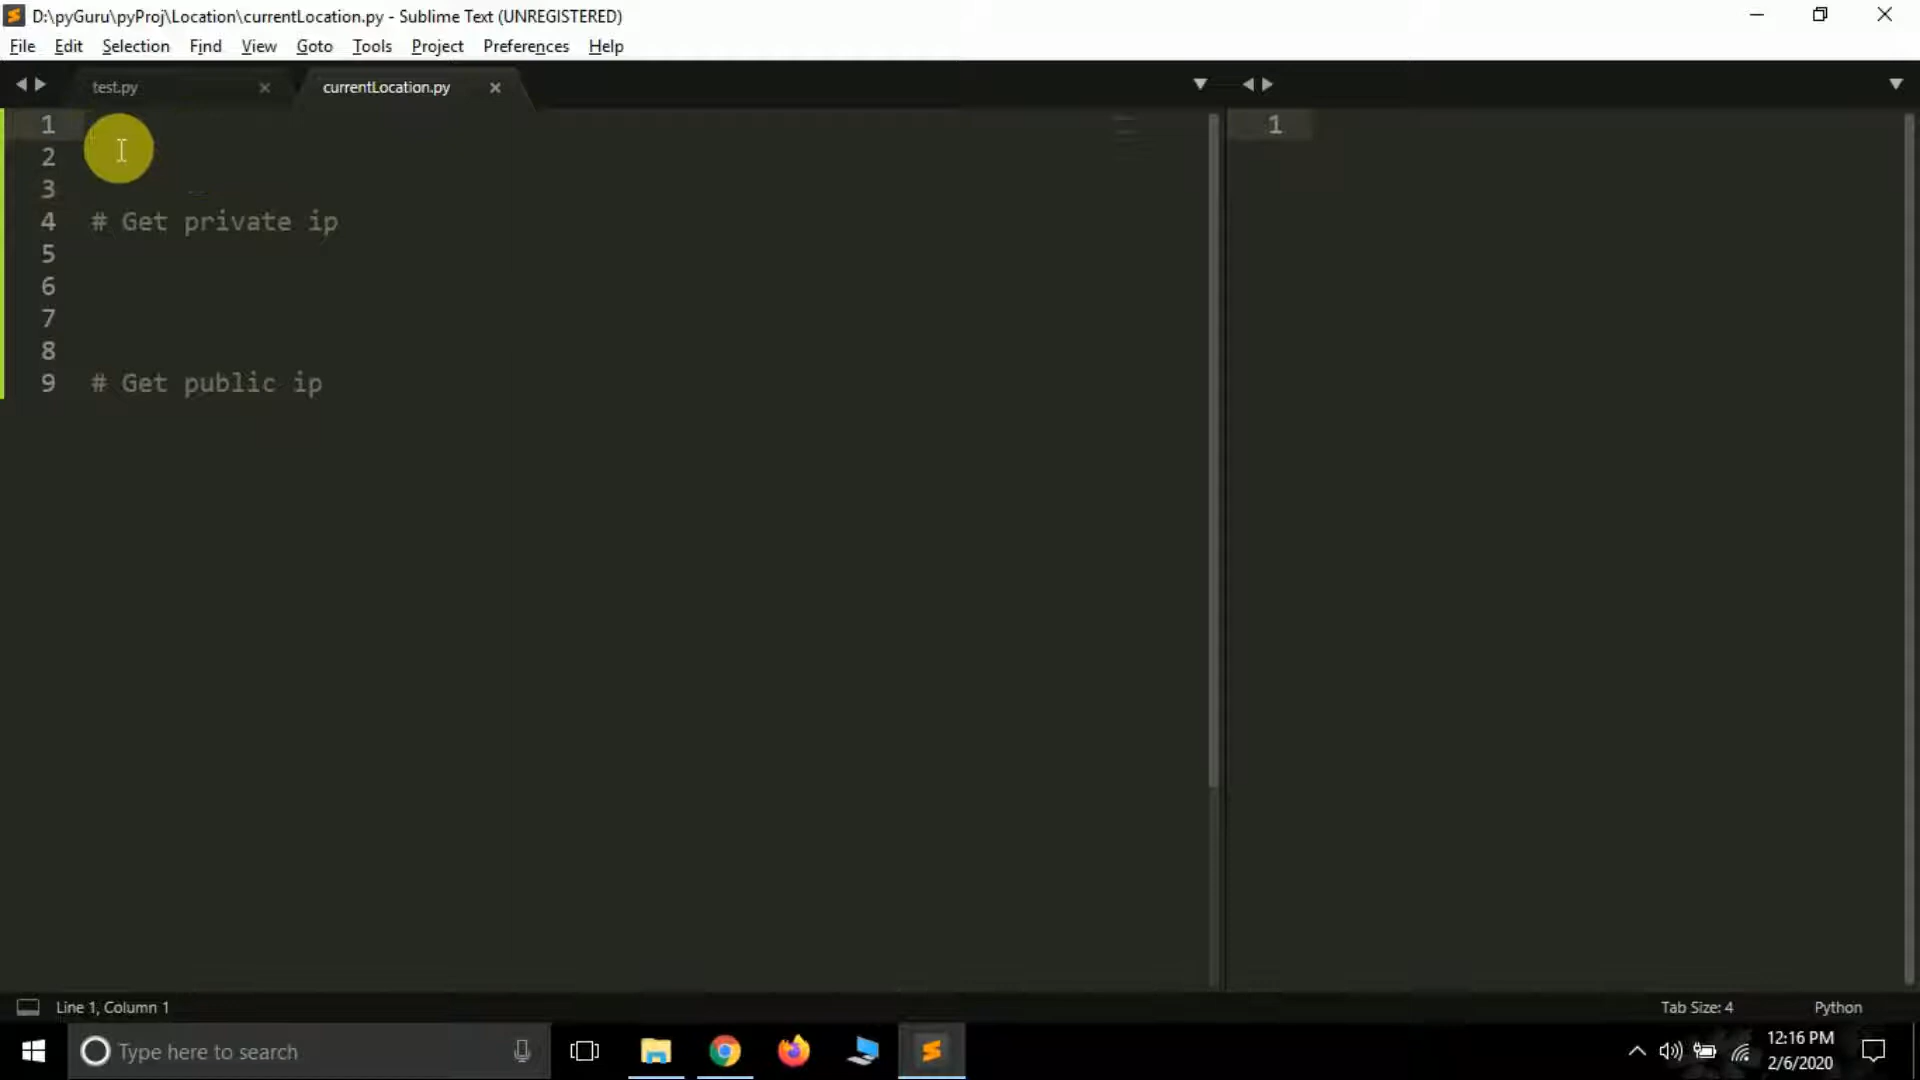 D:\pyGuru\pyProj\Location\currentLocation.py - Sublime Text (UNREGISTERED)
File Edit Selection Find View Goto Tools Project Preferences Help
test.py currentLocation.py
1 1
2
3
4 # Get private ip
5
6
7
8
9 # Get public ip
Line 1, Column 1 Tab Size: 4 Python
Type here to search 12:16 PM
2/6/2020